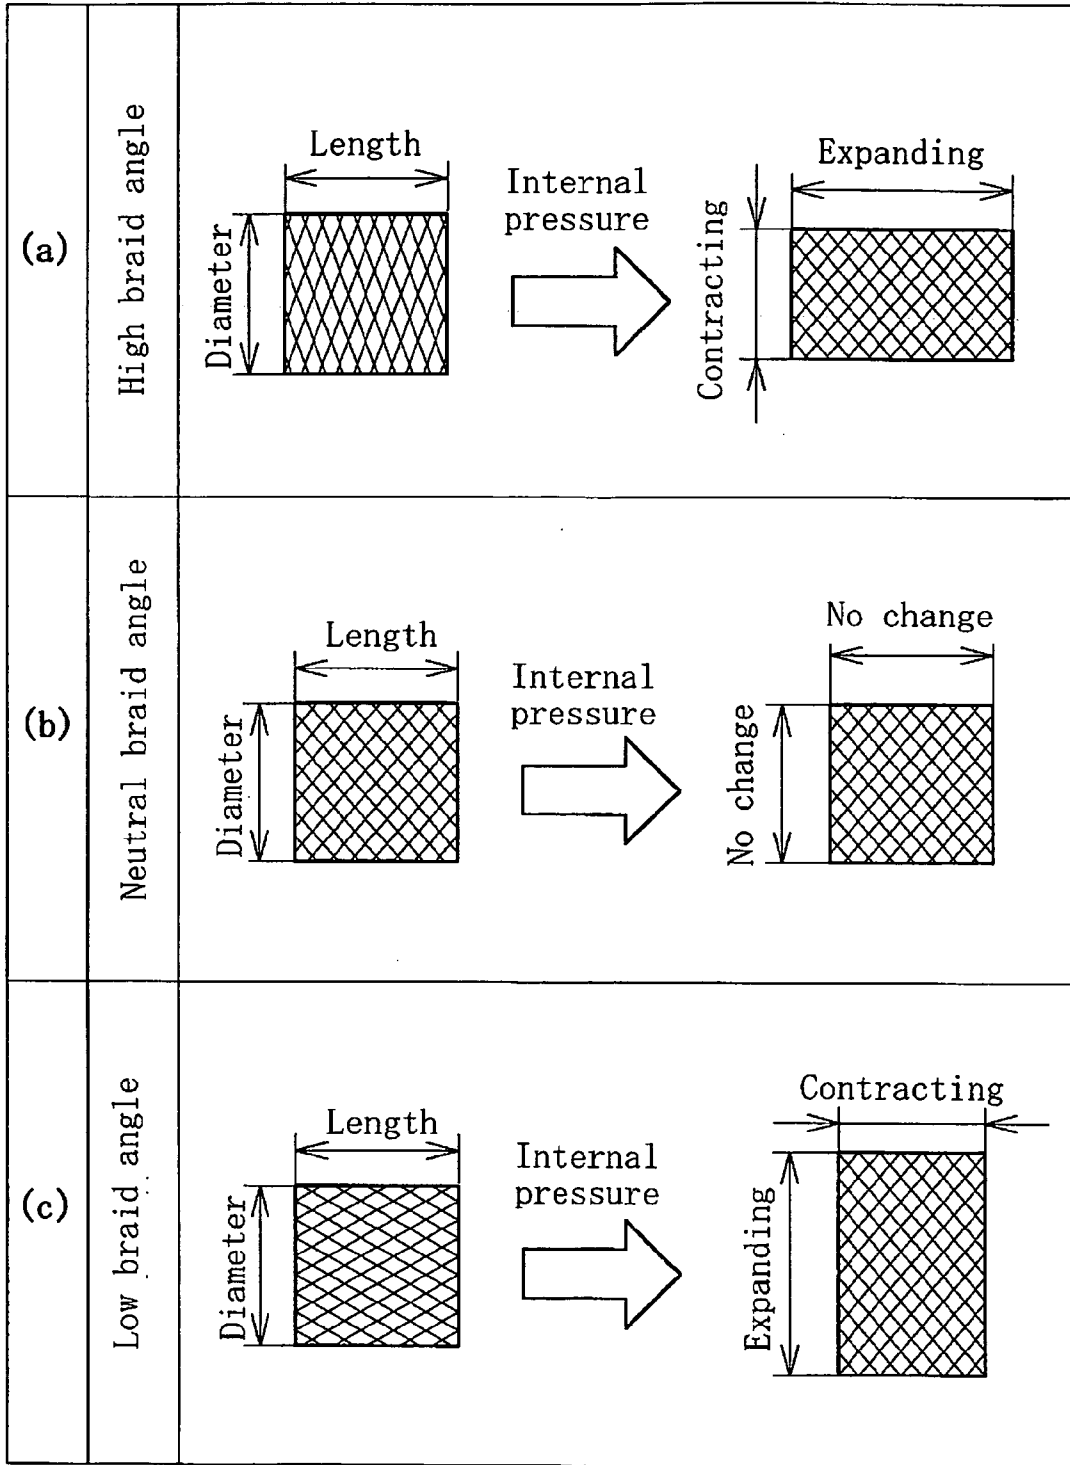 (a)
High braid angle
Length
Diameter
Internal
pressure
Expanding
Contracting
(b)
Neutral braid angle
Length
Diameter
Internal
pressure
No change
No change
(c)
Low braid angle
Length
Diameter
Internal
pressure
Contracting
Expanding